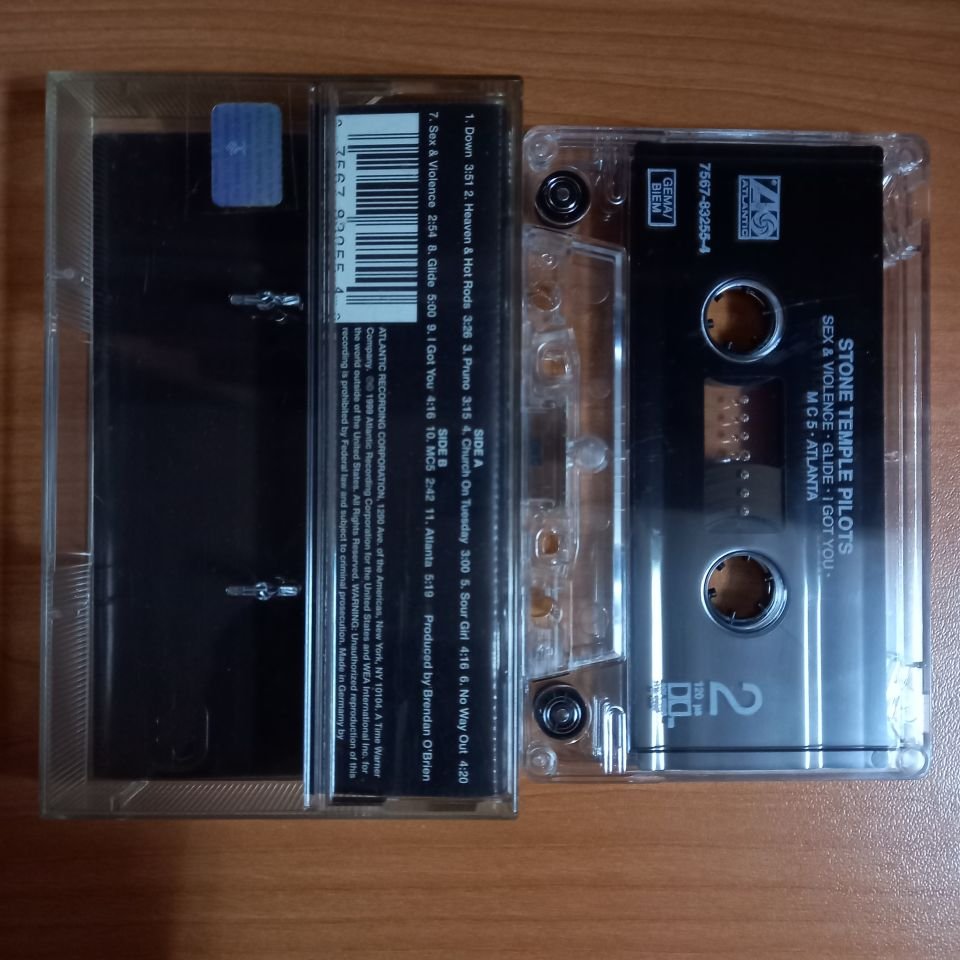 SIDE A
1. Down 3:51 2. Heaven & Hot Rods 3:26 3. Pruno 3:15 4. Church On Tuesday 3:00 5. Sour Girl 4:16 6. No Way Out 4:20
SIDE B
7. Sex & Violence 2:54 8. Glide 5:00 9. I Got You 4:16 10. MC5 2:42 11. Atlanta 5:19 Produced by Brendan O'Brien
ATLANTIC RECORDING CORPORATION, 1290 Ave. of the Americas, New York, NY 10104. A Time Warner
Company. ℗© 1999 Atlantic Recording Corporation for the United States and WEA International Inc. for
the world outside of the United States. All Rights Reserved. WARNING: Unauthorized reproduction of this
recording is prohibited by Federal law and subject to criminal prosecution. Made in Germany by
STONE TEMPLE PILOTS
SEX & VIOLENCE · GLIDE · I GOT YOU ·
MC5 · ATLANTA
ATLANTIC
7567-83255-4
GEMA/
BIEM
2
120 µs